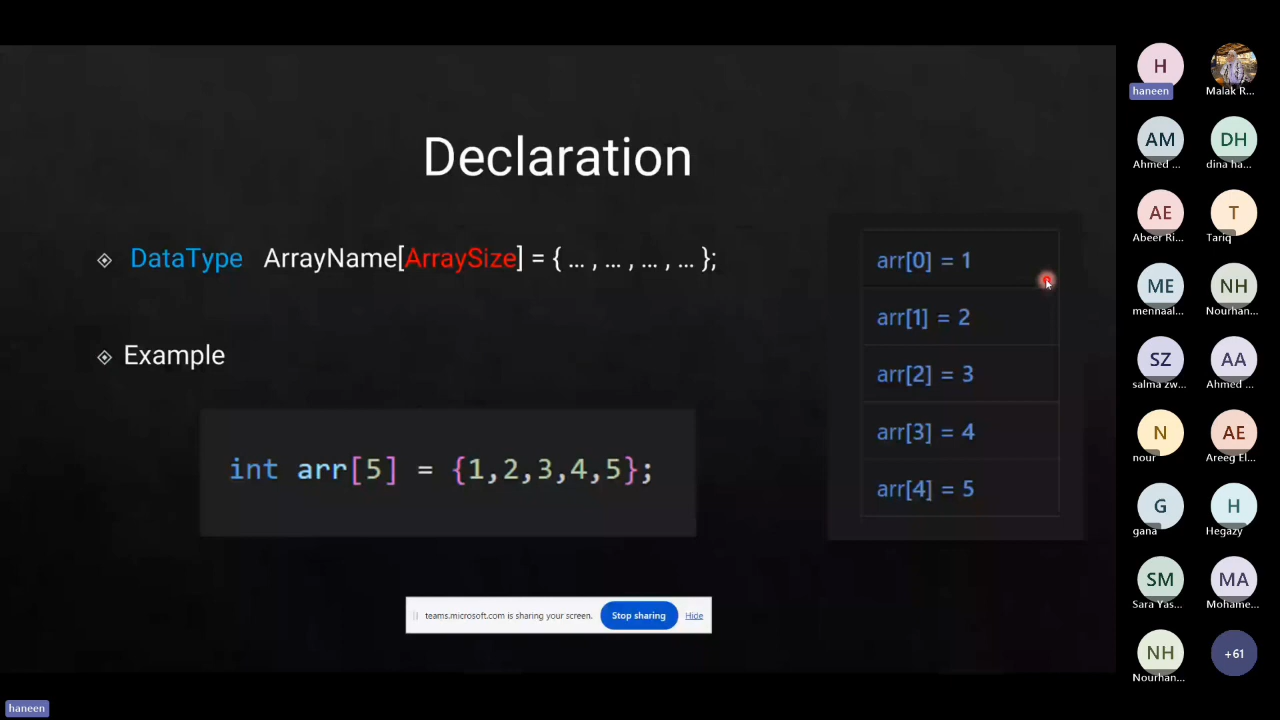 Declaration
DataType ArrayName[ArraySize] = { ... , ... , ... , ... };
Example
int arr[5] = {1,2,3,4,5};
arr[0] = 1
arr[1] = 2
arr[2] = 3
arr[3] = 4
arr[4] = 5
teams.microsoft.com is sharing your screen. Stop sharing Hide
H
haneen
Malak R...
AM
Ahmed ...
DH
dina ha...
AE
Abeer Ri...
T
Tariq
ME
mennaal...
NH
Nourhan...
SZ
salma zw...
AA
Ahmed ...
N
nour
AE
Areeg El...
G
gana
H
Hegazy
SM
Sara Yas...
MA
Mohame...
NH
Nourhan...
+61
haneen